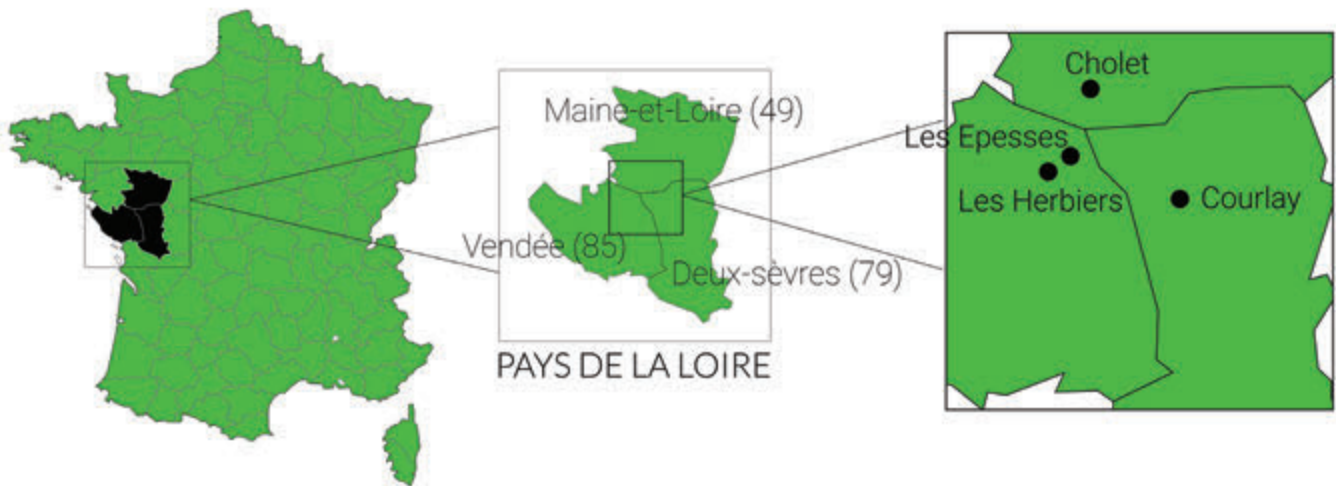 Maine-et-Loire (49)
Vendée (85)
Deux-sèvres (79)
PAYS DE LA LOIRE
Cholet
Les Epesses
Les Herbiers
Courlay